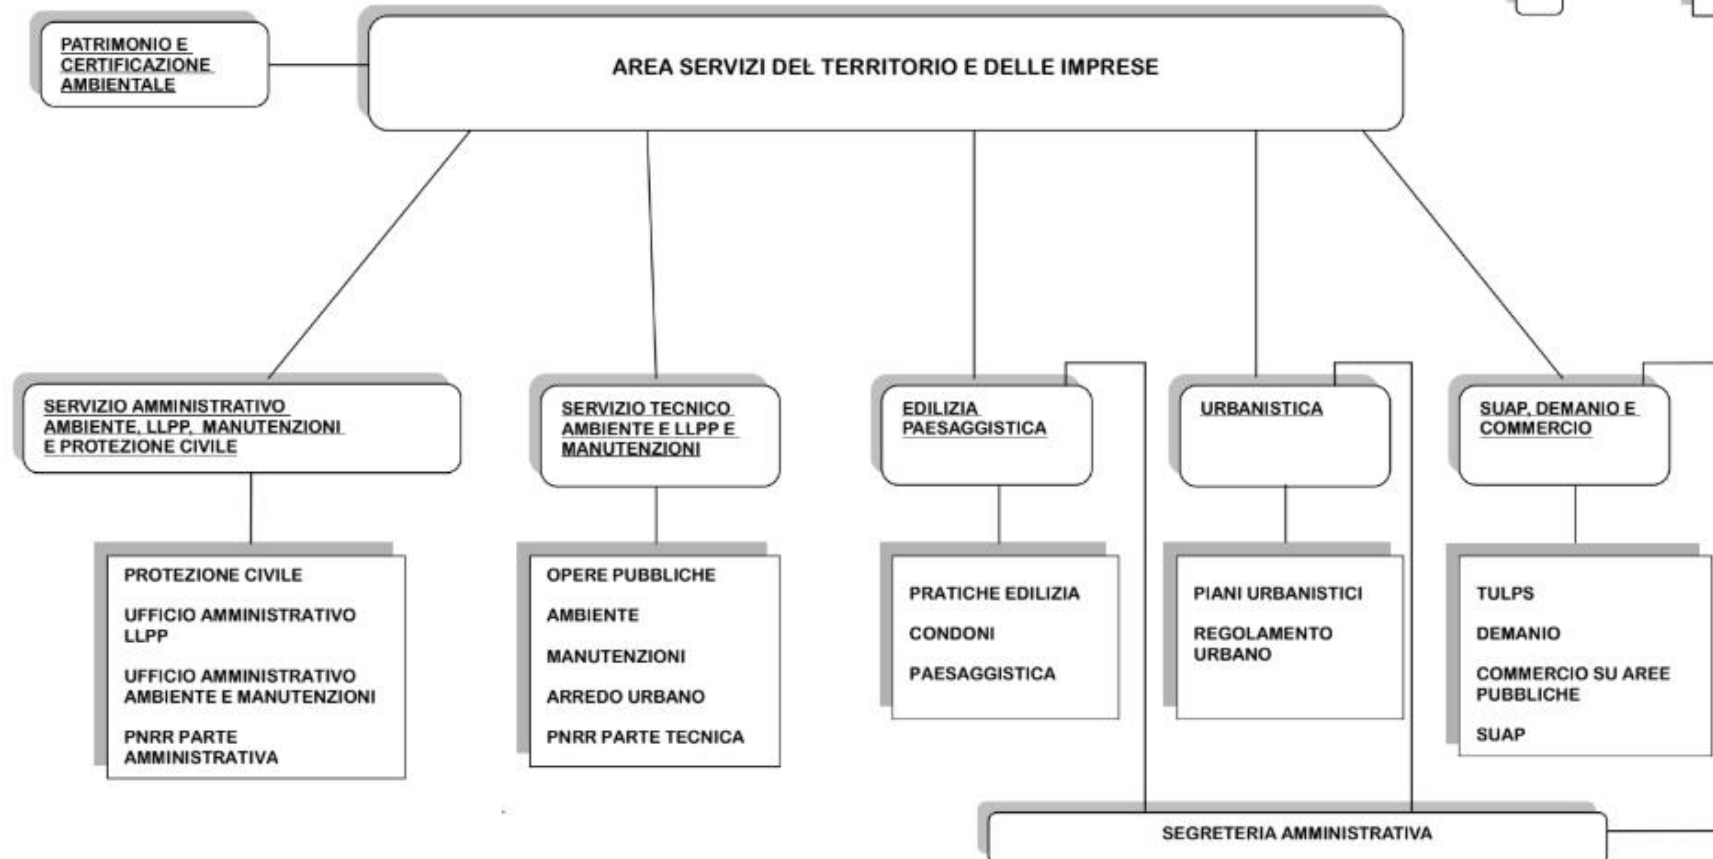 PATRIMONIO E
CERTIFICAZIONE
AMBIENTALE
AREA SERVIZI DEL TERRITORIO E DELLE IMPRESE
SERVIZIO AMMINISTRATIVO
AMBIENTE, LLPP, MANUTENZIONI
E PROTEZIONE CIVILE
SERVIZIO TECNICO
AMBIENTE E LLPP E
MANUTENZIONI
EDILIZIA
PAESAGGISTICA
URBANISTICA
SUAP, DEMANIO E
COMMERCIO
PROTEZIONE CIVILE
UFFICIO AMMINISTRATIVO
LLPP
UFFICIO AMMINISTRATIVO
AMBIENTE E MANUTENZIONI
PNRR PARTE
AMMINISTRATIVA
OPERE PUBBLICHE
AMBIENTE
MANUTENZIONI
ARREDO URBANO
PNRR PARTE TECNICA
PRATICHE EDILIZIA
CONDONI
PAESAGGISTICA
PIANI URBANISTICI
REGOLAMENTO
URBANO
TULPS
DEMANIO
COMMERCIO SU AREE
PUBBLICHE
SUAP
SEGRETERIA AMMINISTRATIVA